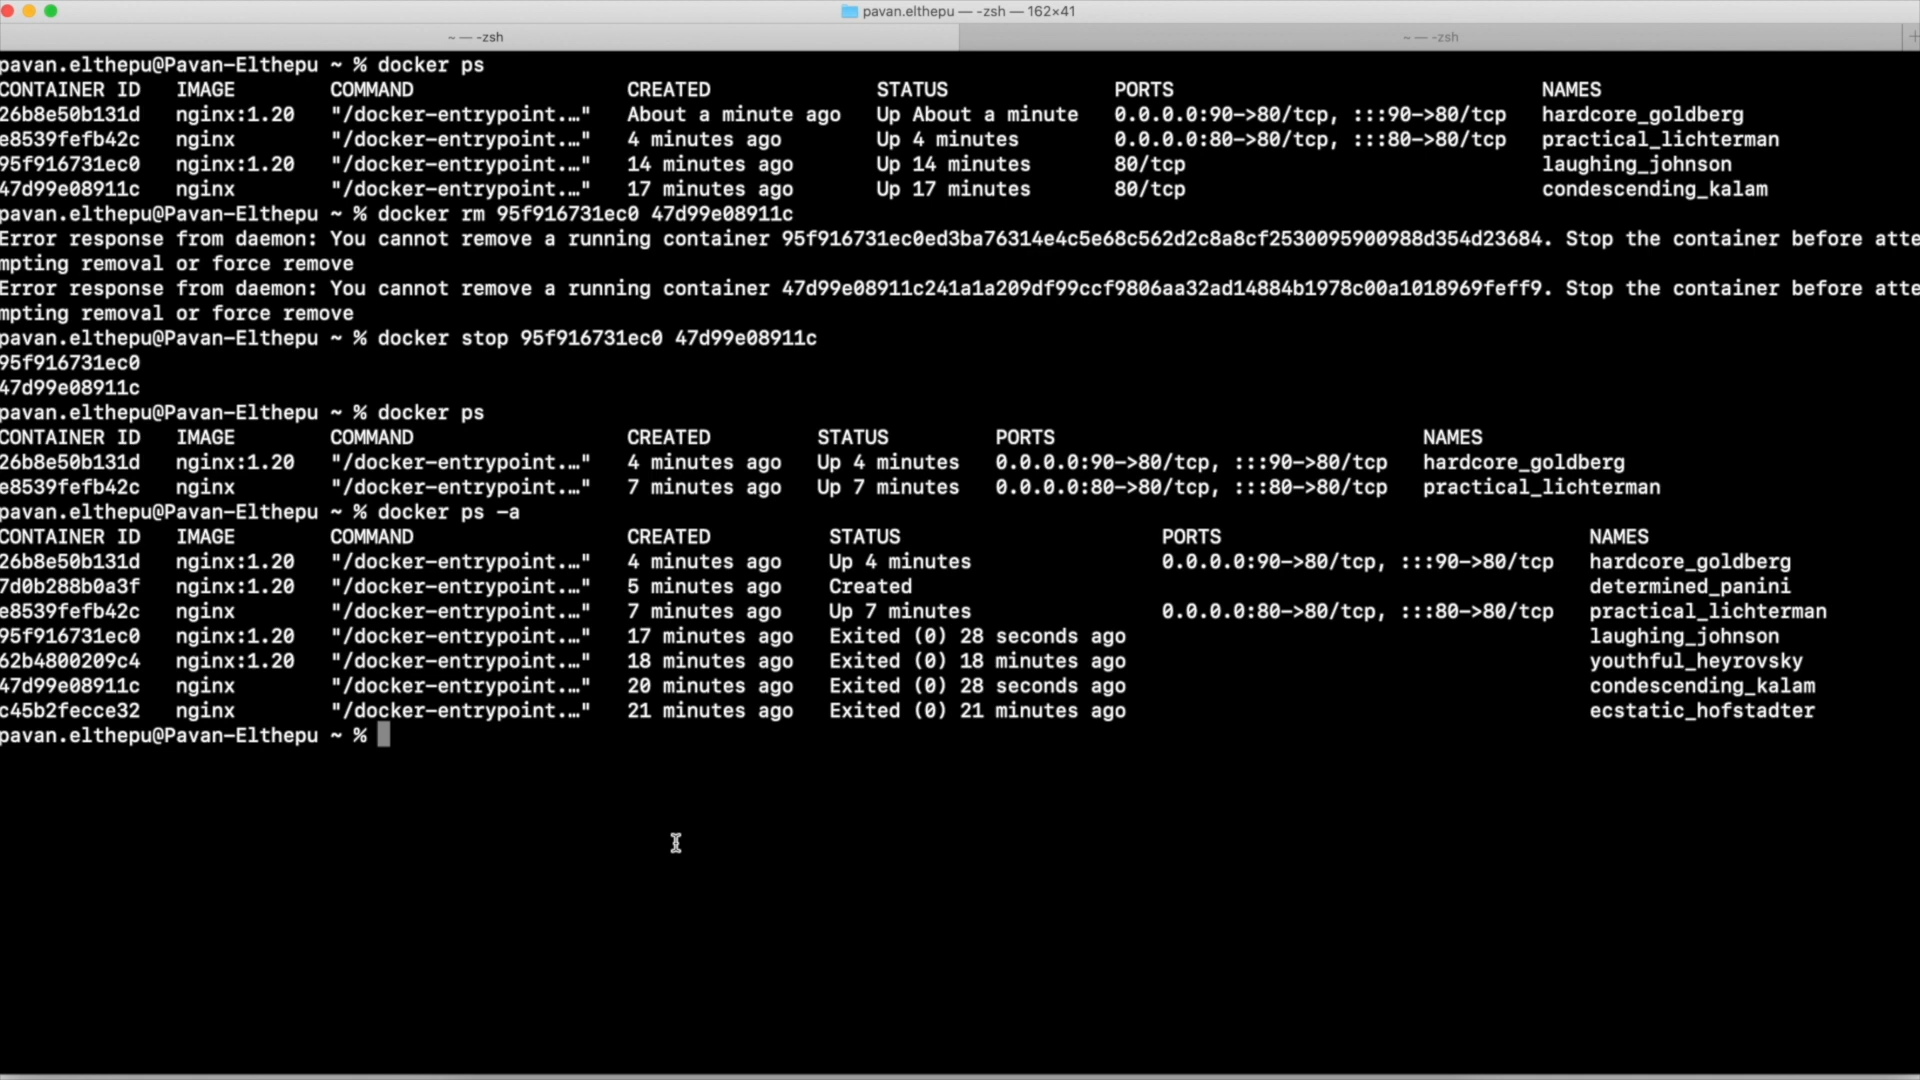 pavan.elthepu — -zsh — 162×41
~ — -zsh ~ — -zsh
pavan.elthepu@Pavan-Elthepu ~ % docker ps
CONTAINER ID IMAGE COMMAND CREATED STATUS PORTS NAMES
26b8e50b131d nginx:1.20 "/docker-entrypoint.…" About a minute ago Up About a minute 0.0.0.0:90->80/tcp, :::90->80/tcp hardcore_goldberg
e8539fefb42c nginx "/docker-entrypoint.…" 4 minutes ago Up 4 minutes 0.0.0.0:80->80/tcp, :::80->80/tcp practical_lichterman
95f916731ec0 nginx:1.20 "/docker-entrypoint.…" 14 minutes ago Up 14 minutes 80/tcp laughing_johnson
47d99e08911c nginx "/docker-entrypoint.…" 17 minutes ago Up 17 minutes 80/tcp condescending_kalam
pavan.elthepu@Pavan-Elthepu ~ % docker rm 95f916731ec0 47d99e08911c
Error response from daemon: You cannot remove a running container 95f916731ec0ed3ba76314e4c5e68c562d2c8a8cf2530095900988d354d23684. Stop the container before atte
mpting removal or force remove
Error response from daemon: You cannot remove a running container 47d99e08911c241a1a209df99ccf9806aa32ad14884b1978c00a1018969feff9. Stop the container before atte
mpting removal or force remove
pavan.elthepu@Pavan-Elthepu ~ % docker stop 95f916731ec0 47d99e08911c
95f916731ec0
47d99e08911c
pavan.elthepu@Pavan-Elthepu ~ % docker ps
CONTAINER ID IMAGE COMMAND CREATED STATUS PORTS NAMES
26b8e50b131d nginx:1.20 "/docker-entrypoint.…" 4 minutes ago Up 4 minutes 0.0.0.0:90->80/tcp, :::90->80/tcp hardcore_goldberg
e8539fefb42c nginx "/docker-entrypoint.…" 7 minutes ago Up 7 minutes 0.0.0.0:80->80/tcp, :::80->80/tcp practical_lichterman
pavan.elthepu@Pavan-Elthepu ~ % docker ps -a
CONTAINER ID IMAGE COMMAND CREATED STATUS PORTS NAMES
26b8e50b131d nginx:1.20 "/docker-entrypoint.…" 4 minutes ago Up 4 minutes 0.0.0.0:90->80/tcp, :::90->80/tcp hardcore_goldberg
7d0b288b0a3f nginx:1.20 "/docker-entrypoint.…" 5 minutes ago Created determined_panini
e8539fefb42c nginx "/docker-entrypoint.…" 7 minutes ago Up 7 minutes 0.0.0.0:80->80/tcp, :::80->80/tcp practical_lichterman
95f916731ec0 nginx:1.20 "/docker-entrypoint.…" 17 minutes ago Exited (0) 28 seconds ago laughing_johnson
62b4800209c4 nginx:1.20 "/docker-entrypoint.…" 18 minutes ago Exited (0) 18 minutes ago youthful_heyrovsky
47d99e08911c nginx "/docker-entrypoint.…" 20 minutes ago Exited (0) 28 seconds ago condescending_kalam
c45b2fecce32 nginx "/docker-entrypoint.…" 21 minutes ago Exited (0) 21 minutes ago ecstatic_hofstadter
pavan.elthepu@Pavan-Elthepu ~ %